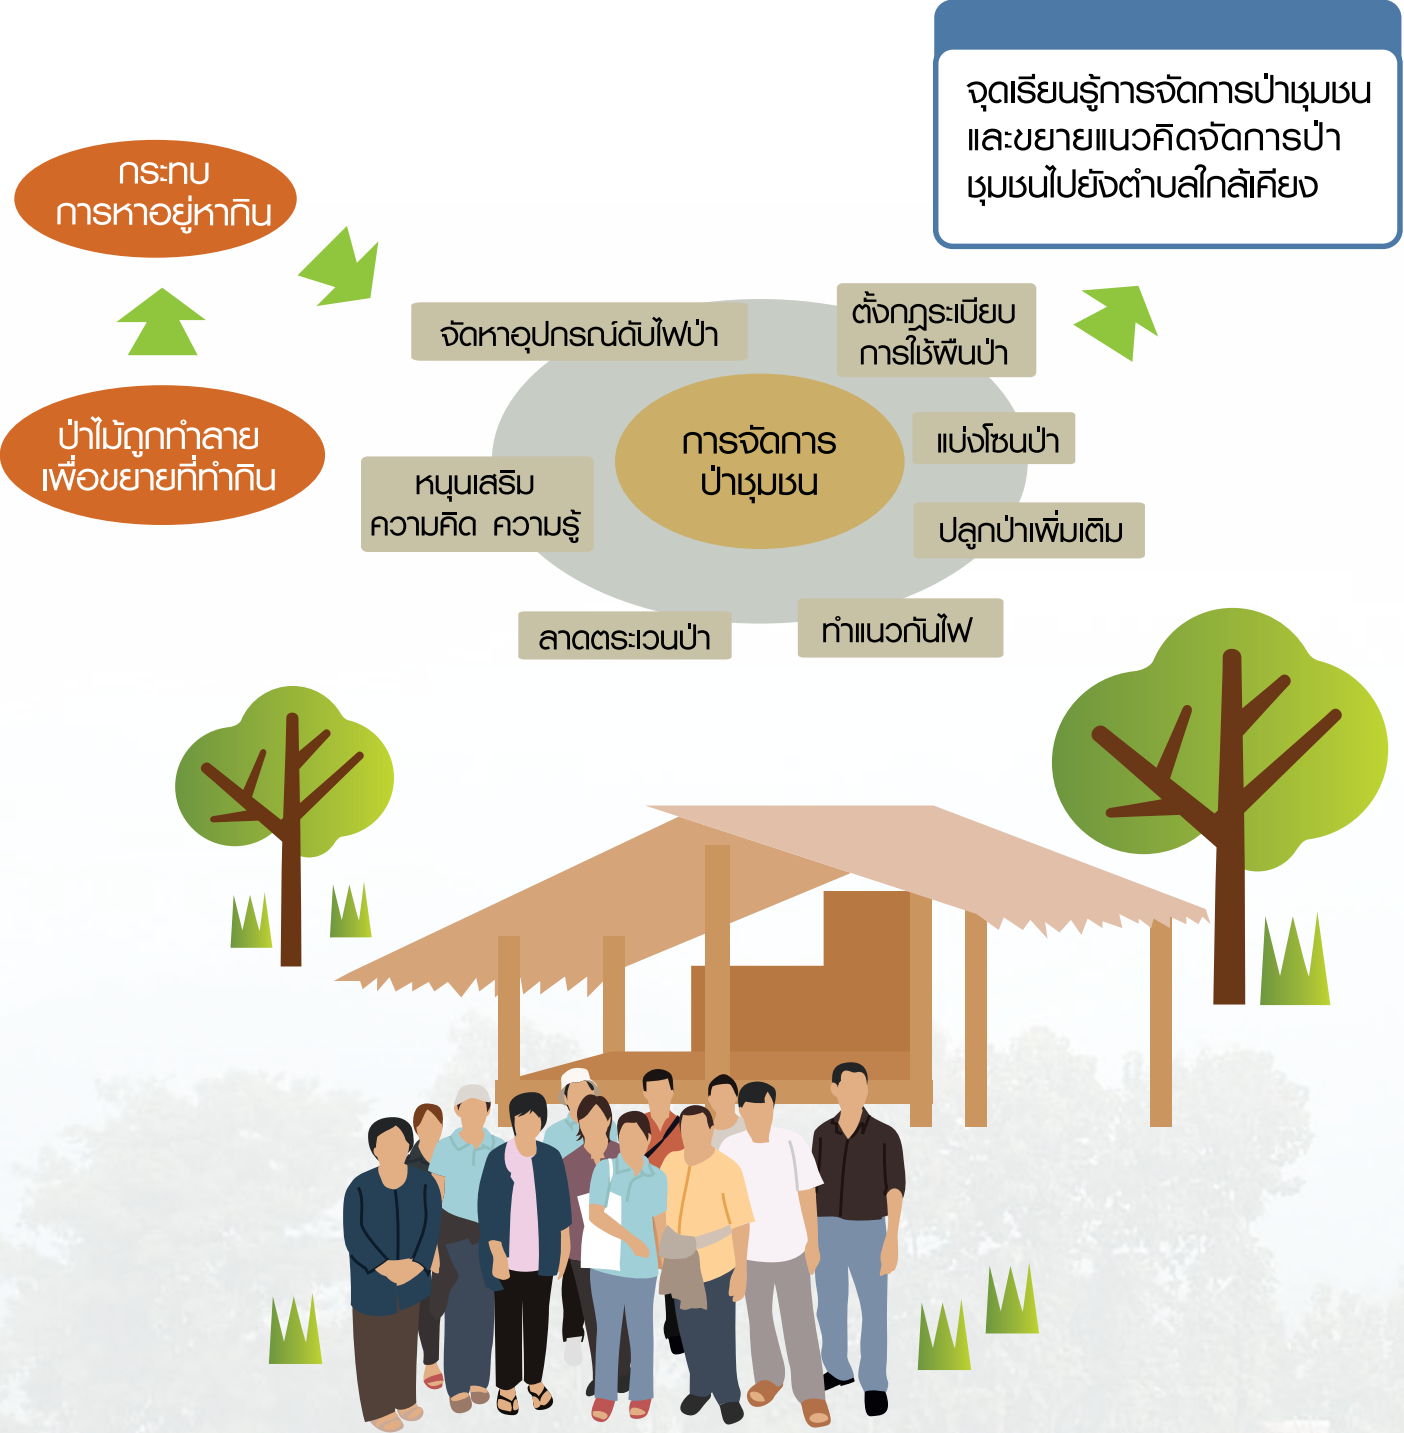 จุดเรียนรู้การจัดการป่าชุมชน
และขยายแนวคิดจัดการป่า
ชุมชนไปยังตำบลใกล้เคียง
กระทบ
การหาอยู่หากิน
ป่าไม้ถูกทำลาย
เพื่อขยายที่ทำกิน
จัดหาอุปกรณ์ดับไฟป่า
ตั้งกฎระเบียบ
การใช้ผืนป่า
การจัดการ
ป่าชุมชน
แบ่งโซนป่า
หนุนเสริม
ความคิด ความรู้
ปลูกป่าเพิ่มเติม
ลาดตระเวนป่า
ทำแนวกันไฟ